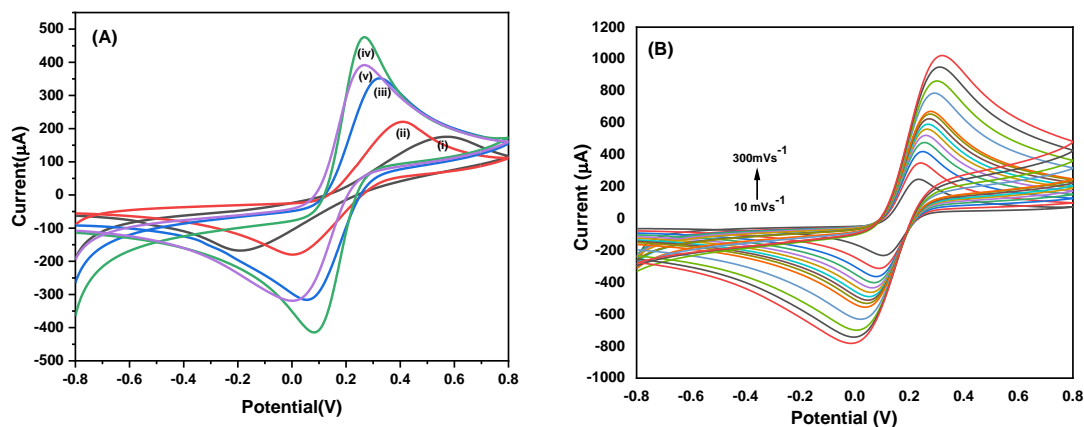 (A)
Current(µA)
500
400
300
200
100
0
-100
-200
-300
-400
-500
(iv)
(v)
(iii)
(ii)
(i)
-0.8 -0.6 -0.4 -0.2 0.0 0.2 0.4 0.6 0.8
Potential(V)
(B)
Current (µA)
1200
1000
800
600
400
200
0
-200
-400
-600
-800
-1000
300mVs⁻¹
10 mVs⁻¹
-0.8 -0.6 -0.4 -0.2 0.0 0.2 0.4 0.6 0.8
Potential (V)